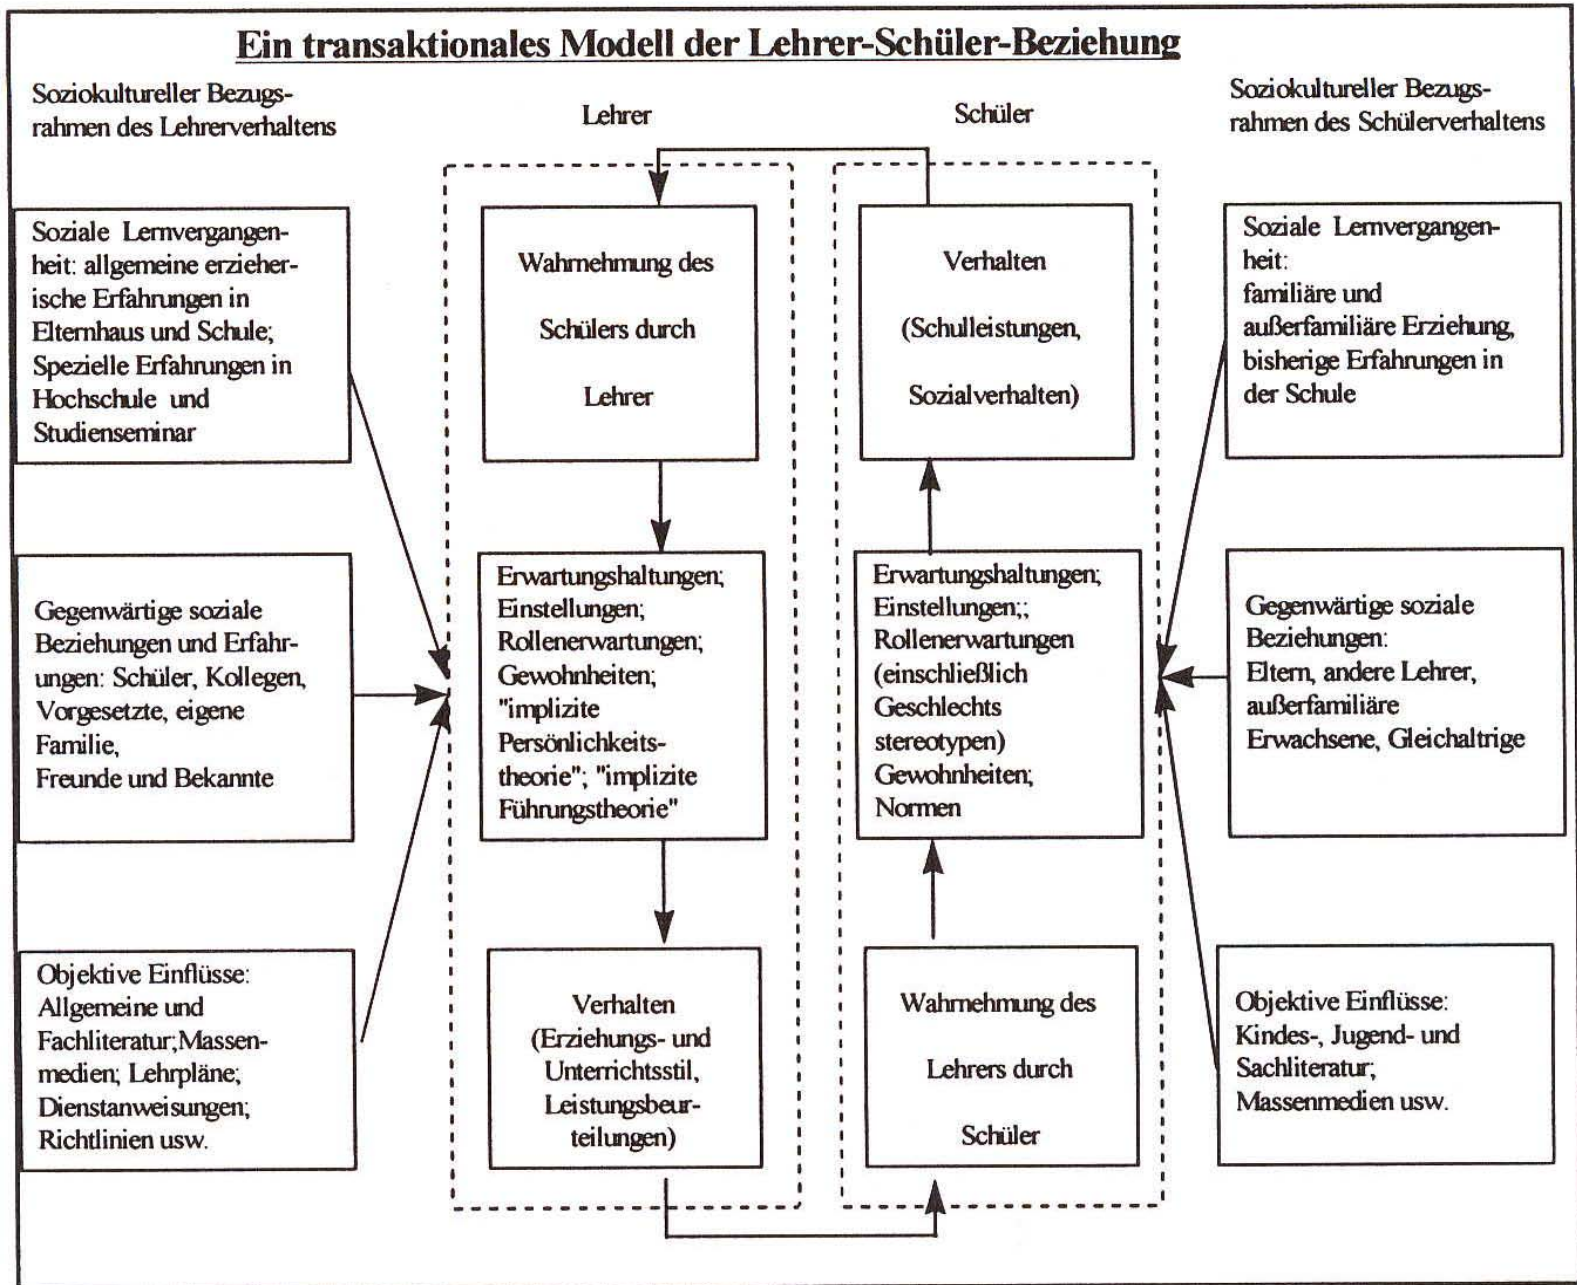 Ein transaktionales Modell der Lehrer-Schüler-Beziehung
Soziokultureller Bezugs-
rahmen des Lehrerverhaltens
Lehrer
Schüler
Soziokultureller Bezugs-
rahmen des Schülerverhaltens
Soziale Lernvergangen-
heit: allgemeine erzieher-
ische Erfahrungen in
Elternhaus und Schule;
Spezielle Erfahrungen in
Hochschule und
Studienseminar
Wahrnehmung des
Schülers durch
Lehrer
Verhalten
(Schulleistungen,
Sozialverhalten)
Soziale Lernvergangen-
heit:
familiäre und
außerfamiliäre Erziehung,
bisherige Erfahrungen in
der Schule
Gegenwärtige soziale
Beziehungen und Erfahr-
ungen: Schüler, Kollegen,
Vorgesetzte, eigene
Familie,
Freunde und Bekannte
Erwartungshaltungen;
Einstellungen;
Rollenerwartungen;
Gewohnheiten;
"implizite
Persönlichkeits-
theorie"; "implizite
Führungstheorie"
Erwartungshaltungen;
Einstellungen;;
Rollenerwartungen
(einschließlich
Geschlechts
stereotypen)
Gewohnheiten;
Normen
Gegenwärtige soziale
Beziehungen:
Eltern, andere Lehrer,
außerfamiliäre
Erwachsene, Gleichaltrige
Objektive Einflüsse:
Allgemeine und
Fachliteratur;Massen-
medien; Lehrpläne;
Dienstanweisungen;
Richtlinien usw.
Verhalten
(Erziehungs- und
Unterrichtsstil,
Leistungsbeur-
teilungen)
Wahrnehmung des
Lehrers durch
Schüler
Objektive Einflüsse:
Kindes-, Jugend- und
Sachliteratur;
Massenmedien usw.